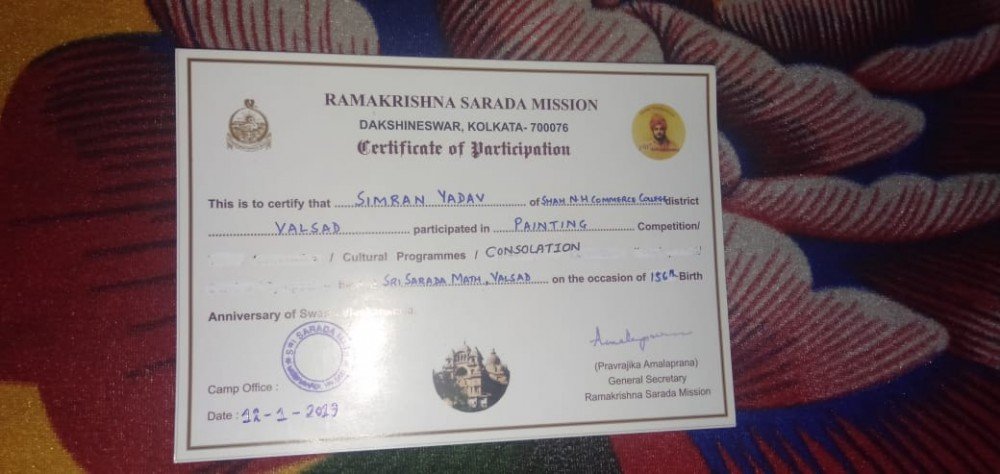 RAMAKRISHNA SARADA MISSION
DAKSHINESWAR, KOLKATA- 700076
Certificate of Participation
This is to certify that SIMRAN YADAV of SHAH N.H COMMERCE COLLEGE district
VALSAD participated in PAINTING Competition/
/ Cultural Programmes / CONSOLATION
SRI SARADA MATH, VALSAD on the occasion of 156th Birth
Anniversary of
SRI SARADA
(Pravrajika Amalaprana)
General Secretary
Ramakrishna Sarada Mission
Camp Office :
Date : 12-1-2019